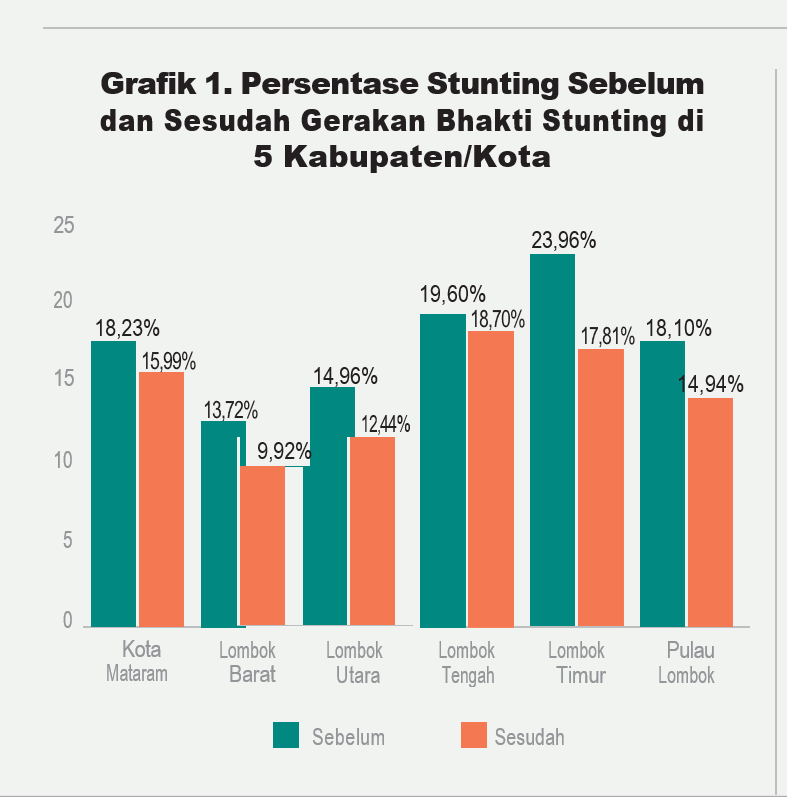 Grafik 1. Persentase Stunting Sebelum
dan Sesudah Gerakan Bhakti Stunting di
5 Kabupaten/Kota
25
20
15
10
5
0
18,23%
15,99%
13,72%
9,92%
14,96%
12,44%
19,60%
18,70%
23,96%
17,81%
18,10%
14,94%
Kota
Mataram
Lombok
Barat
Lombok
Utara
Lombok
Tengah
Lombok
Timur
Pulau
Lombok
Sebelum
Sesudah